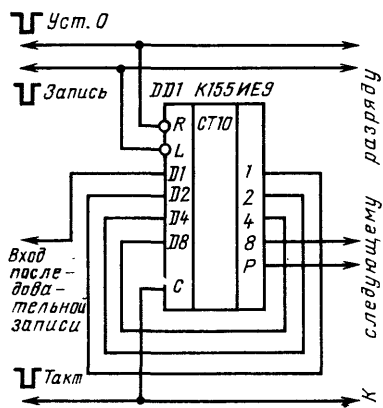 Уст. 0
Запись
DD1 К155ИЕ9
R
CT10
L
D1
1
D2
2
D4
4
D8
8
P
C
Вход
после-
дова-
тельной
записи
Такт
К следующему разряду